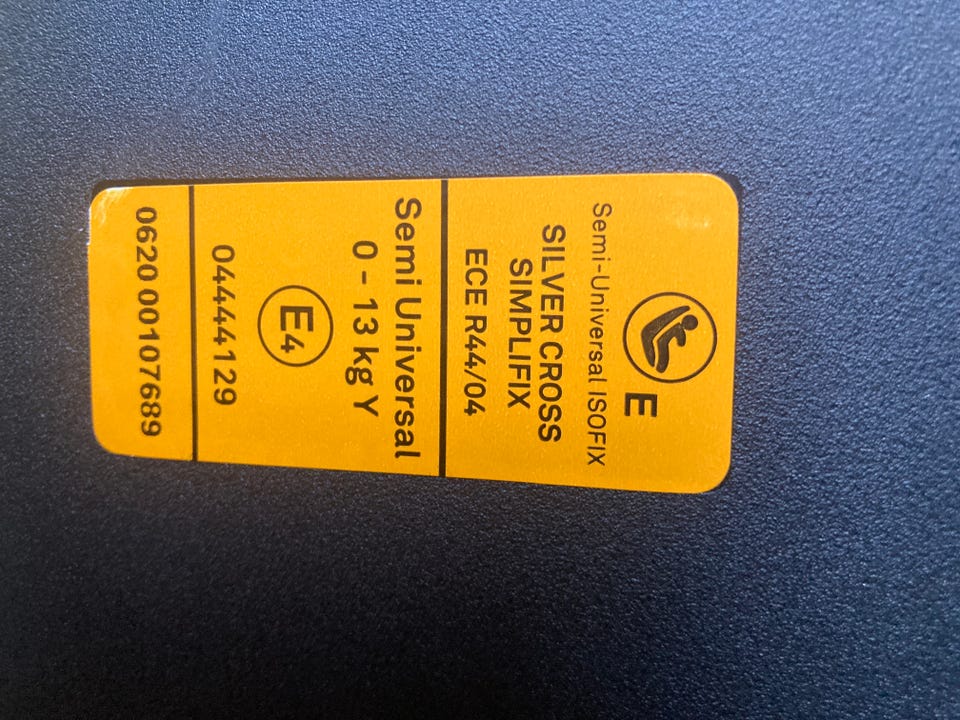 E
Semi-Universal ISOFIX
SILVER CROSS
SIMPLIFIX
ECE R44/04
Semi Universal
0 - 13 kg Y
E4
04444129
0620 00107689